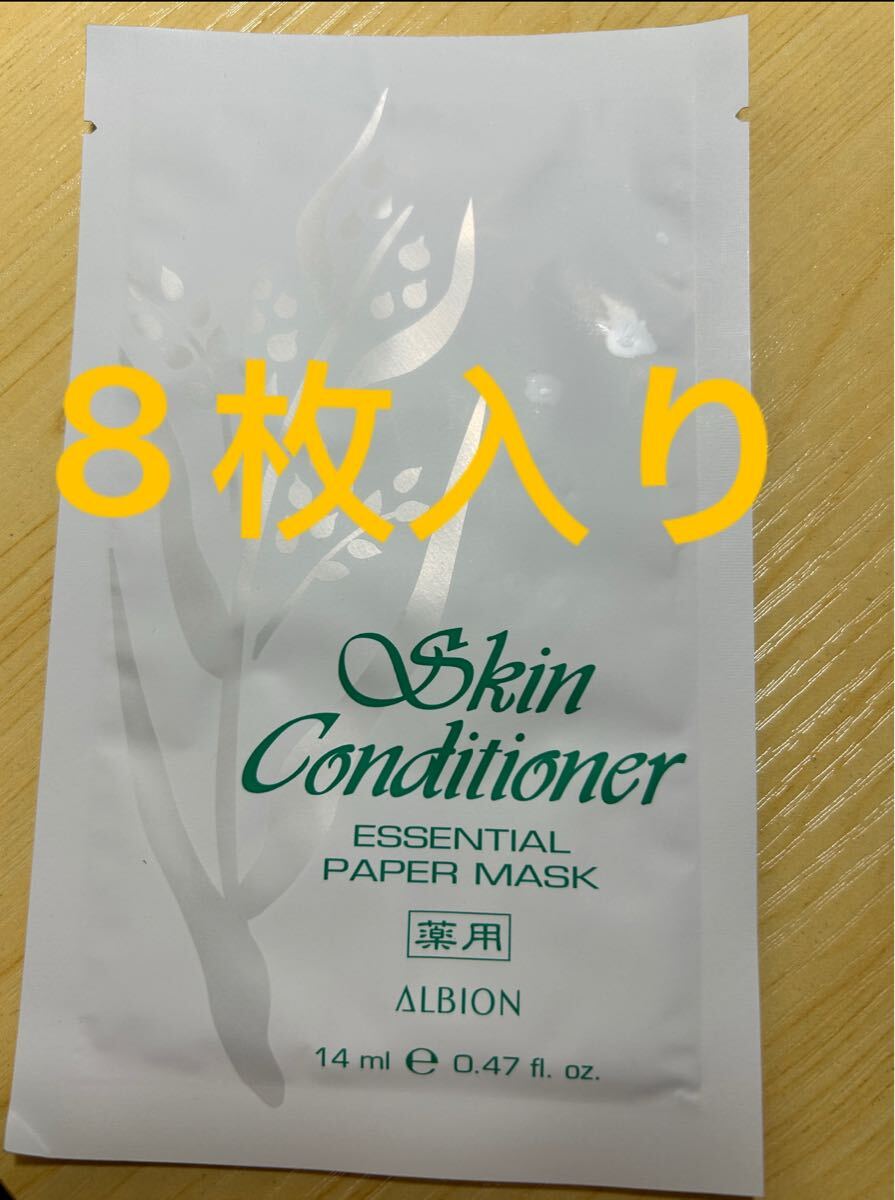 8枚入り
Skin
Conditioner
ESSENTIAL
PAPER MASK
薬用
ALBION
14 ml ℮ 0.47 fl. oz.